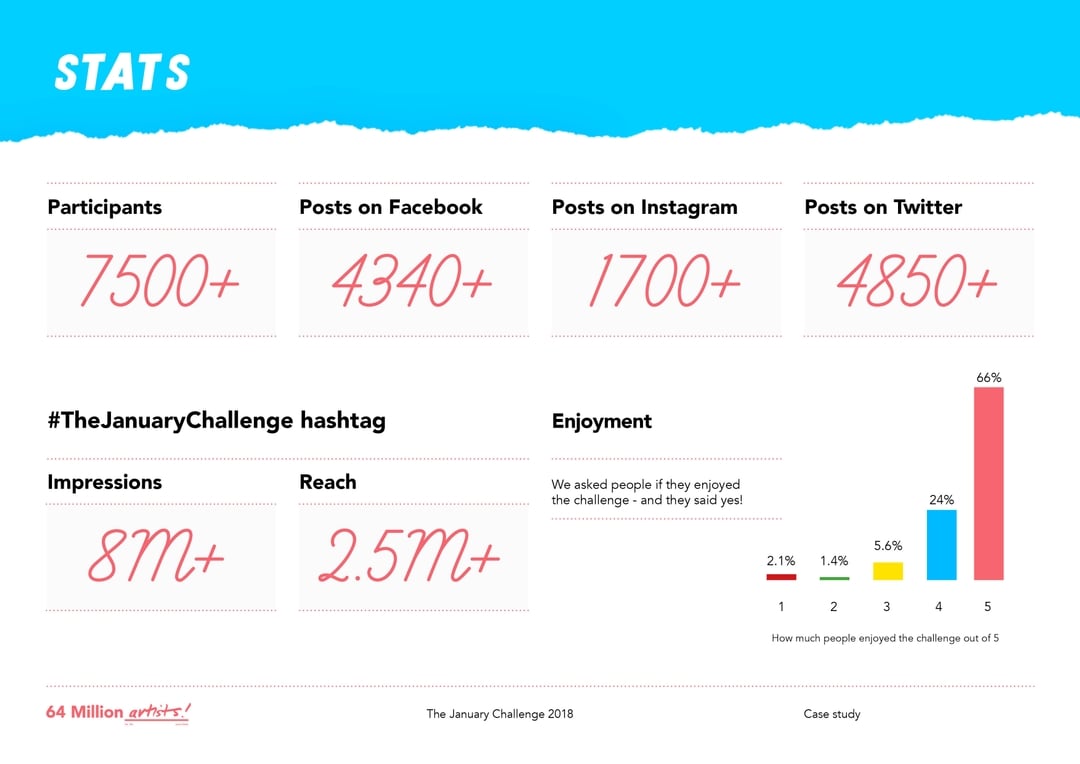 STATS
Participants
7500+
Posts on Facebook
4340+
Posts on Instagram
1700+
Posts on Twitter
4850+
#TheJanuaryChallenge hashtag
Impressions
8M+
Reach
2.5M+
Enjoyment
We asked people if they enjoyed
the challenge - and they said yes!
2.1% 1.4% 5.6% 24% 66%
1 2 3 4 5
How much people enjoyed the challenge out of 5
64 Million artists!
The January Challenge 2018
Case study